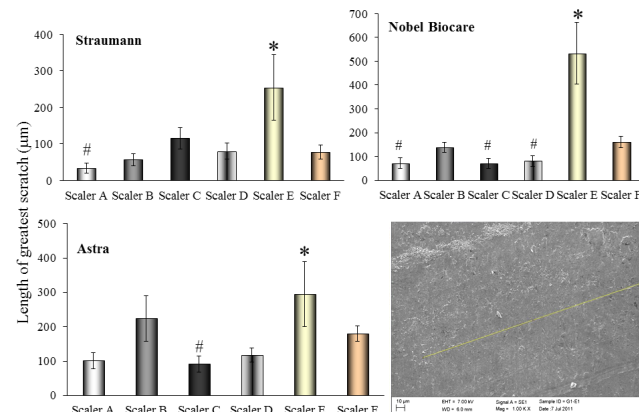 Length of greatest scratch (μm)
Straumann
400
300
200
100
0
*
#
Scaler A Scaler B Scaler C Scaler D Scaler E Scaler F
Nobel Biocare
700
600
500
400
300
200
100
0
*
# # #
Scaler A Scaler B Scaler C Scaler D Scaler E Scaler F
Astra
500
400
300
200
100
0
*
#
Scaler A Scaler B Scaler C Scaler D Scaler E Scaler F
10 μm
EHT = 7.00 kV Signal A = SE1 Sample ID = G1-E1
WD = 6.0 mm Mag = 1.00 K X Date :7 Jul 2011